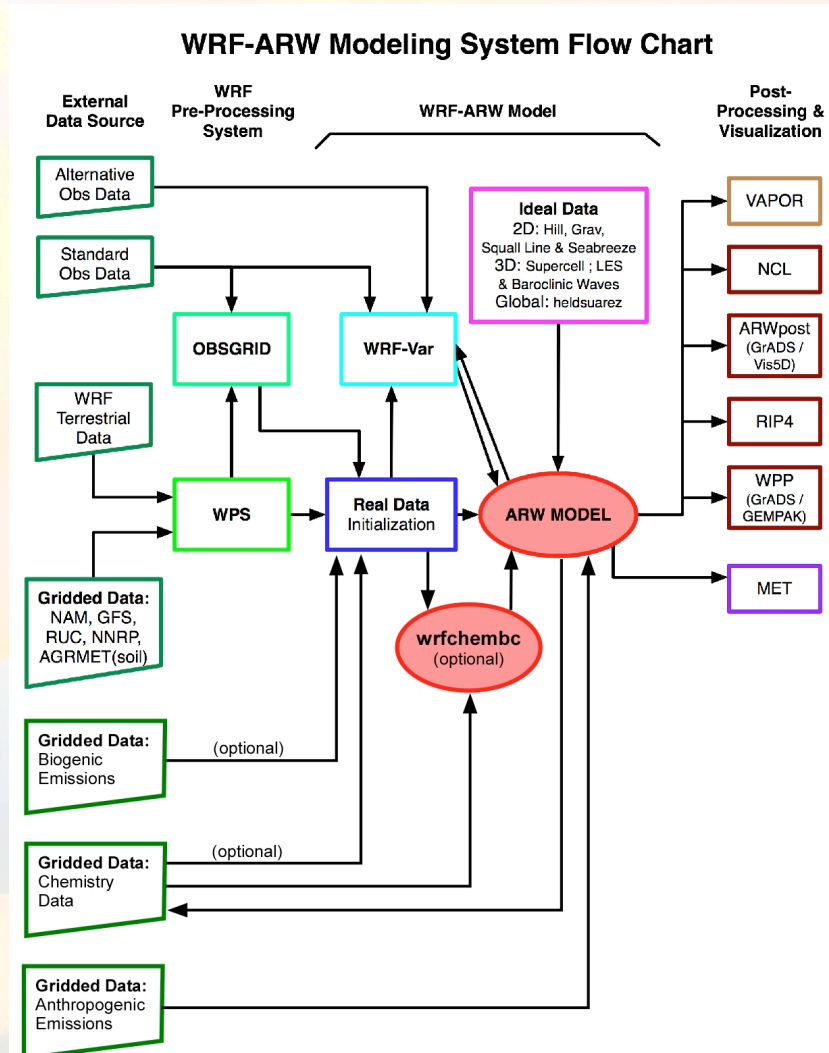 WRF-ARW Modeling System Flow Chart
External
Data Source
WRF
Pre-Processing
System
WRF-ARW Model
Post-
Processing &
Visualization
Alternative
Obs Data
Standard
Obs Data
OBSGRID
WRF-Var
Ideal Data
2D: Hill, Grav,
Squall Line & Seabreeze
3D: Supercell ; LES
& Baroclinic Waves
Global: heldsuarez
VAPOR
NCL
ARWpost
(GrADS /
Vis5D)
RIP4
WPP
(GrADS /
GEMPAK)
MET
WRF
Terrestrial
Data
WPS
Real Data
Initialization
ARW MODEL
wrfchembc
(optional)
Gridded Data:
NAM, GFS,
RUC, NNRP,
AGRMET(soil)
Gridded Data:
Biogenic
Emissions
(optional)
Gridded Data:
Chemistry
Data
(optional)
Gridded Data:
Anthropogenic
Emissions